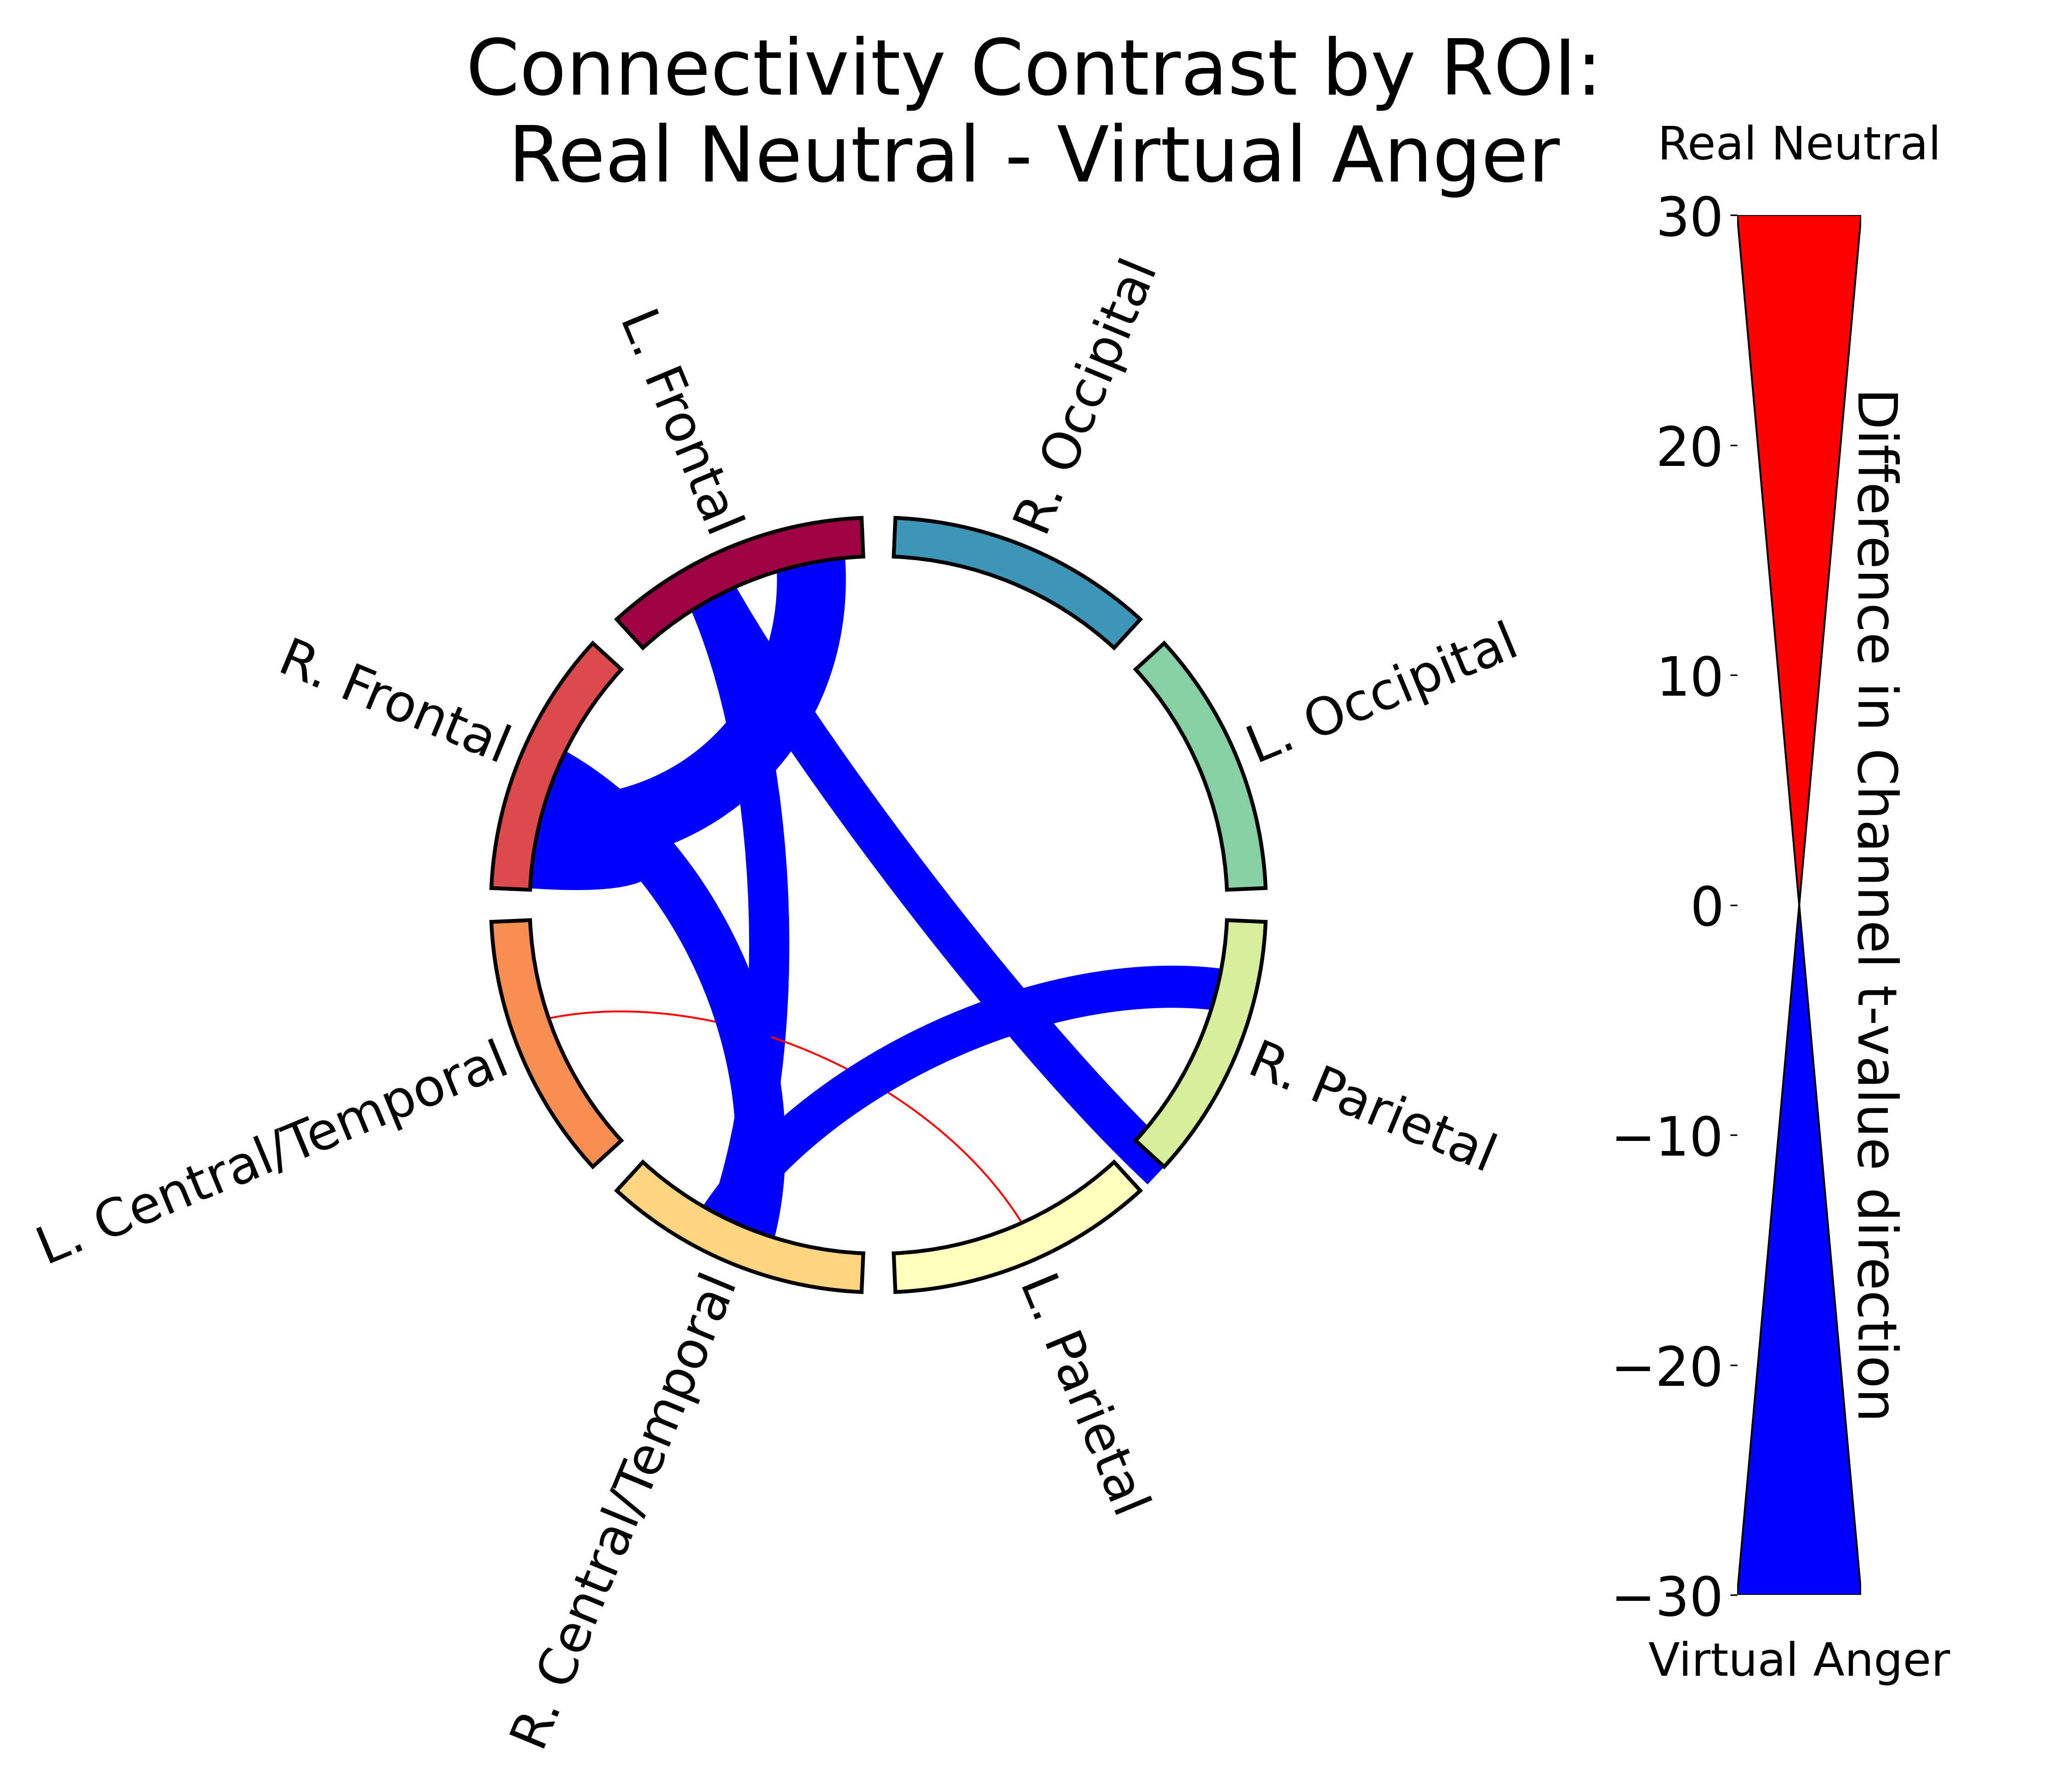 Connectivity Contrast by ROI:
Real Neutral - Virtual Anger
Real Neutral
30
20
10
0
−10
−20
−30
Virtual Anger
Difference in Channel t-value direction
L. Frontal
R. Occipital
R. Frontal
L. Occipital
L. Central/Temporal
R. Parietal
R. Central/Temporal
L. Parietal